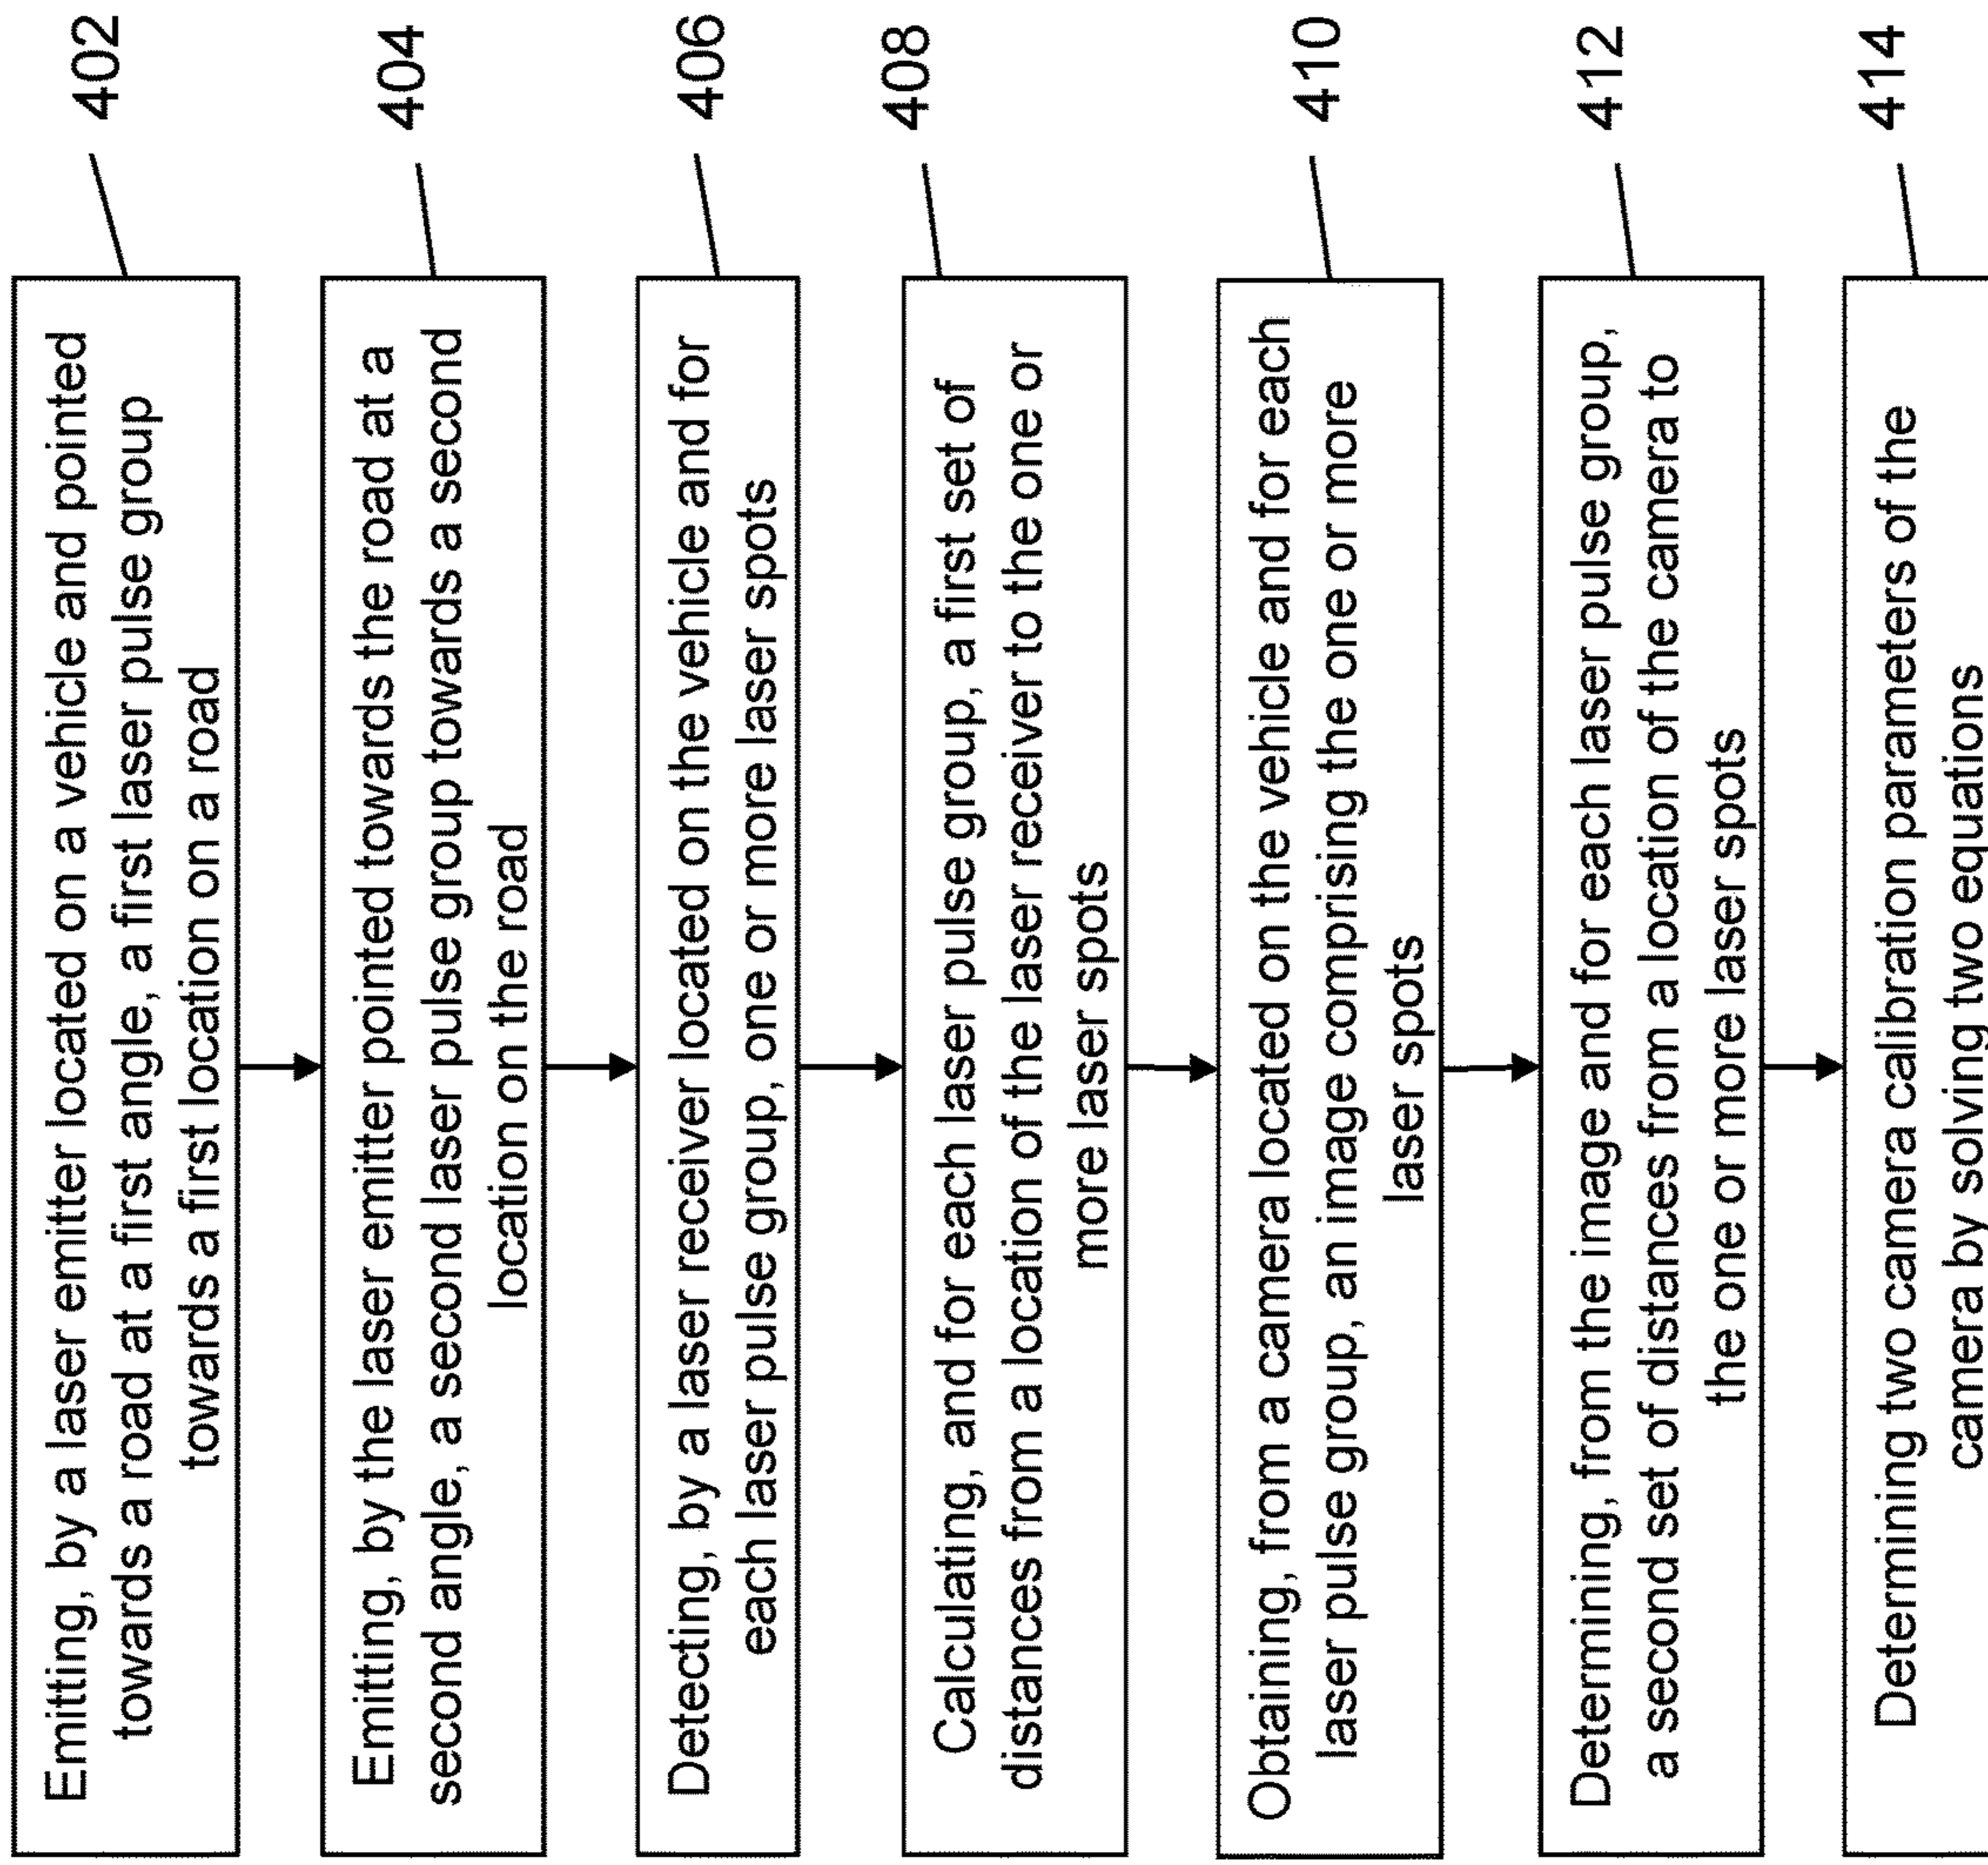 Emitting, by a laser emitter located on a vehicle and pointed
towards a road at a first angle, a first laser pulse group
towards a first location on a road
402
Emitting, by the laser emitter pointed towards the road at a
second angle, a second laser pulse group towards a second
location on the road
404
Detecting, by a laser receiver located on the vehicle and for
each laser pulse group, one or more laser spots
406
Calculating, and for each laser pulse group, a first set of
distances from a location of the laser receiver to the one or
more laser spots
408
Obtaining, from a camera located on the vehicle and for each
laser pulse group, an image comprising the one or more
laser spots
410
Determining, from the image and for each laser pulse group,
a second set of distances from a location of the camera to
the one or more laser spots
412
Determining two camera calibration parameters of the
camera by solving two equations
414